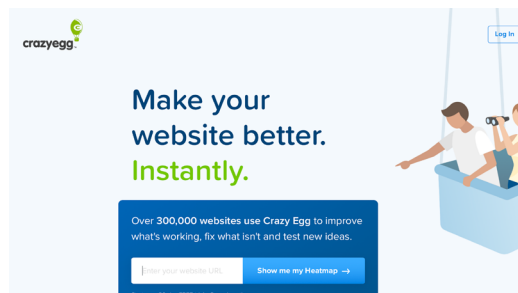 crazyegg
Log In
Make your
website better.
Instantly.
Over 300,000 websites use Crazy Egg to improve
what's working, fix what isn't and test new ideas.
Enter your website URL
Show me my Heatmap →